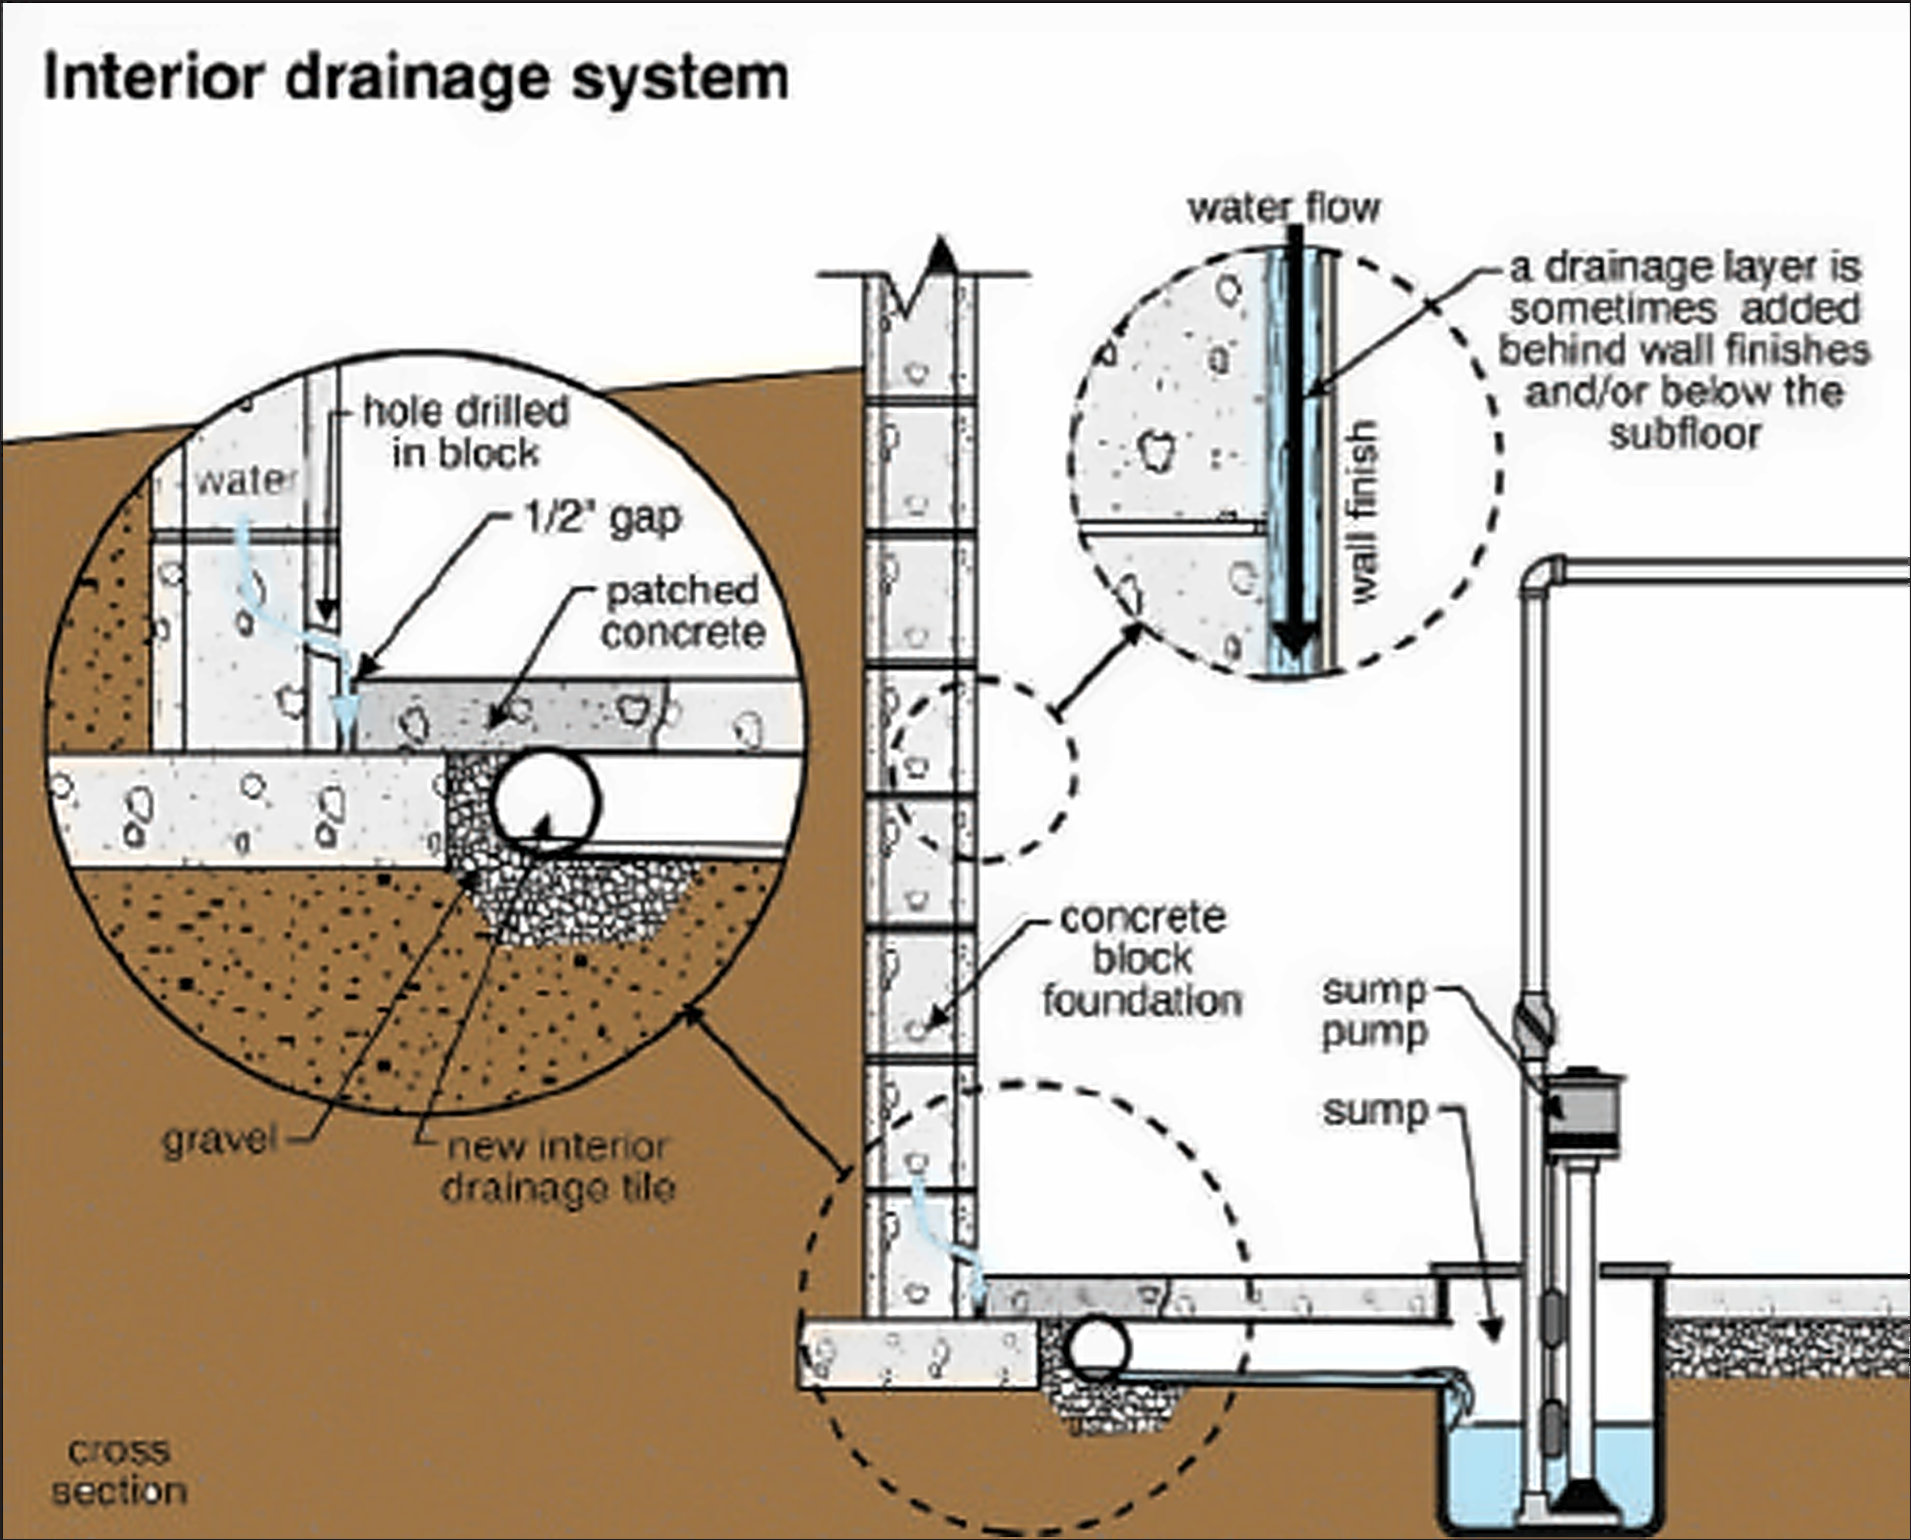 Interior drainage system
water flow
a drainage layer is
sometimes added
behind wall finishes
and/or below the
subfloor
wall finish
hole drilled
in block
water
1/2" gap
patched
concrete
concrete
block
foundation
sump
pump
sump
gravel
new interior
drainage tile
cross
section